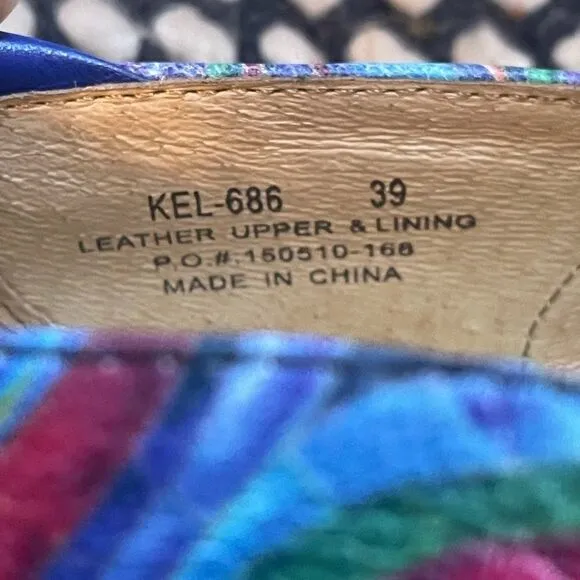 KEL-686 39
LEATHER UPPER & LINING
P.O.#.150510-168
MADE IN CHINA